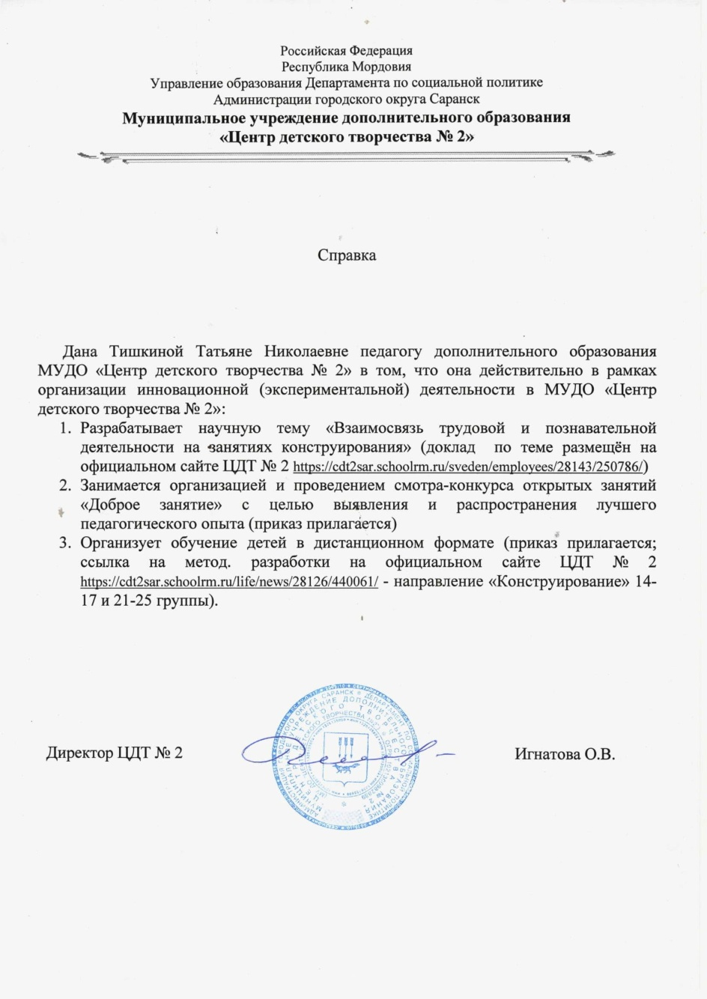 Российская Федерация
Республика Мордовия
Управление образования Департамента по социальной политике
Администрации городского округа Саранск
Муниципальное учреждение дополнительного образования
«Центр детского творчества № 2»
Справка
Дана Тишкиной Татьяне Николаевне педагогу дополнительного образования
МУДО «Центр детского творчества № 2» в том, что она действительно в рамках
организации инновационной (экспериментальной) деятельности в МУДО «Центр
детского творчества № 2»:
1. Разрабатывает научную тему «Взаимосвязь трудовой и познавательной
деятельности на занятиях конструирования» (доклад по теме размещён на
официальном сайте ЦДТ № 2 https://cdt2sar.schoolrm.ru/sveden/employees/28143/250786/)
2. Занимается организацией и проведением смотра-конкурса открытых занятий
«Доброе занятие» с целью выявления и распространения лучшего
педагогического опыта (приказ прилагается)
3. Организует обучение детей в дистанционном формате (приказ прилагается;
ссылка на метод. разработки на официальном сайте ЦДТ № 2
https://cdt2sar.schoolrm.ru/life/news/28126/440061/ - направление «Конструирование» 14-
17 и 21-25 группы).
Директор ЦДТ № 2
Игнатова О.В.